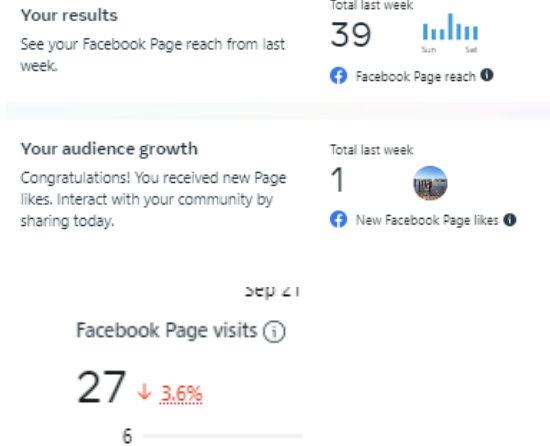 Your results
See your Facebook Page reach from last
week.
Total last week
39
Sun Sat
Facebook Page reach
Your audience growth
Congratulations! You received new Page
likes. Interact with your community by
sharing today.
Total last week
1
New Facebook Page likes
Sep 21
Facebook Page visits
27 ↓ 3.6%
6